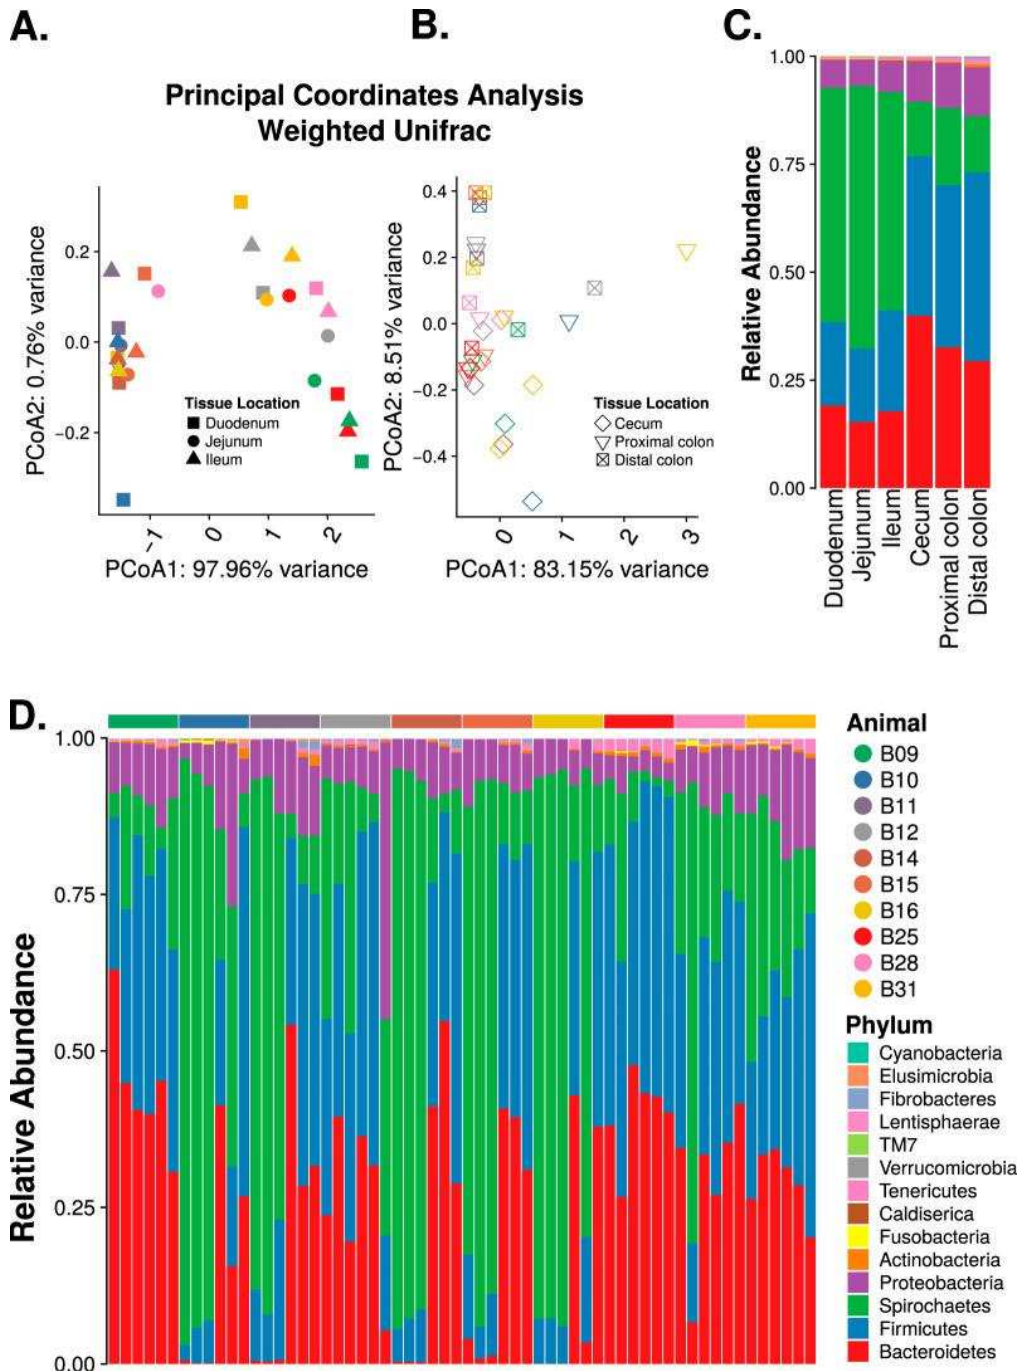 A.
B.
C.
Principal Coordinates Analysis
Weighted Unifrac
PCoA2: 0.76% variance
0.2
0.0
−0.2
−1
0
1
2
PCoA1: 97.96% variance
Tissue Location
Duodenum
Jejunum
Ileum
PCoA2: 8.51% variance
0.4
0.2
0.0
−0.2
−0.4
0
1
2
3
PCoA1: 83.15% variance
Tissue Location
Cecum
Proximal colon
Distal colon
Relative Abundance
1.00
0.75
0.50
0.25
0.00
Duodenum
Jejunum
Ileum
Cecum
Proximal colon
Distal colon
D.
Relative Abundance
1.00
0.75
0.50
0.25
0.00
Animal
B09
B10
B11
B12
B14
B15
B16
B25
B28
B31
Phylum
Cyanobacteria
Elusimicrobia
Fibrobacteres
Lentisphaerae
TM7
Verrucomicrobia
Tenericutes
Caldiserica
Fusobacteria
Actinobacteria
Proteobacteria
Spirochaetes
Firmicutes
Bacteroidetes